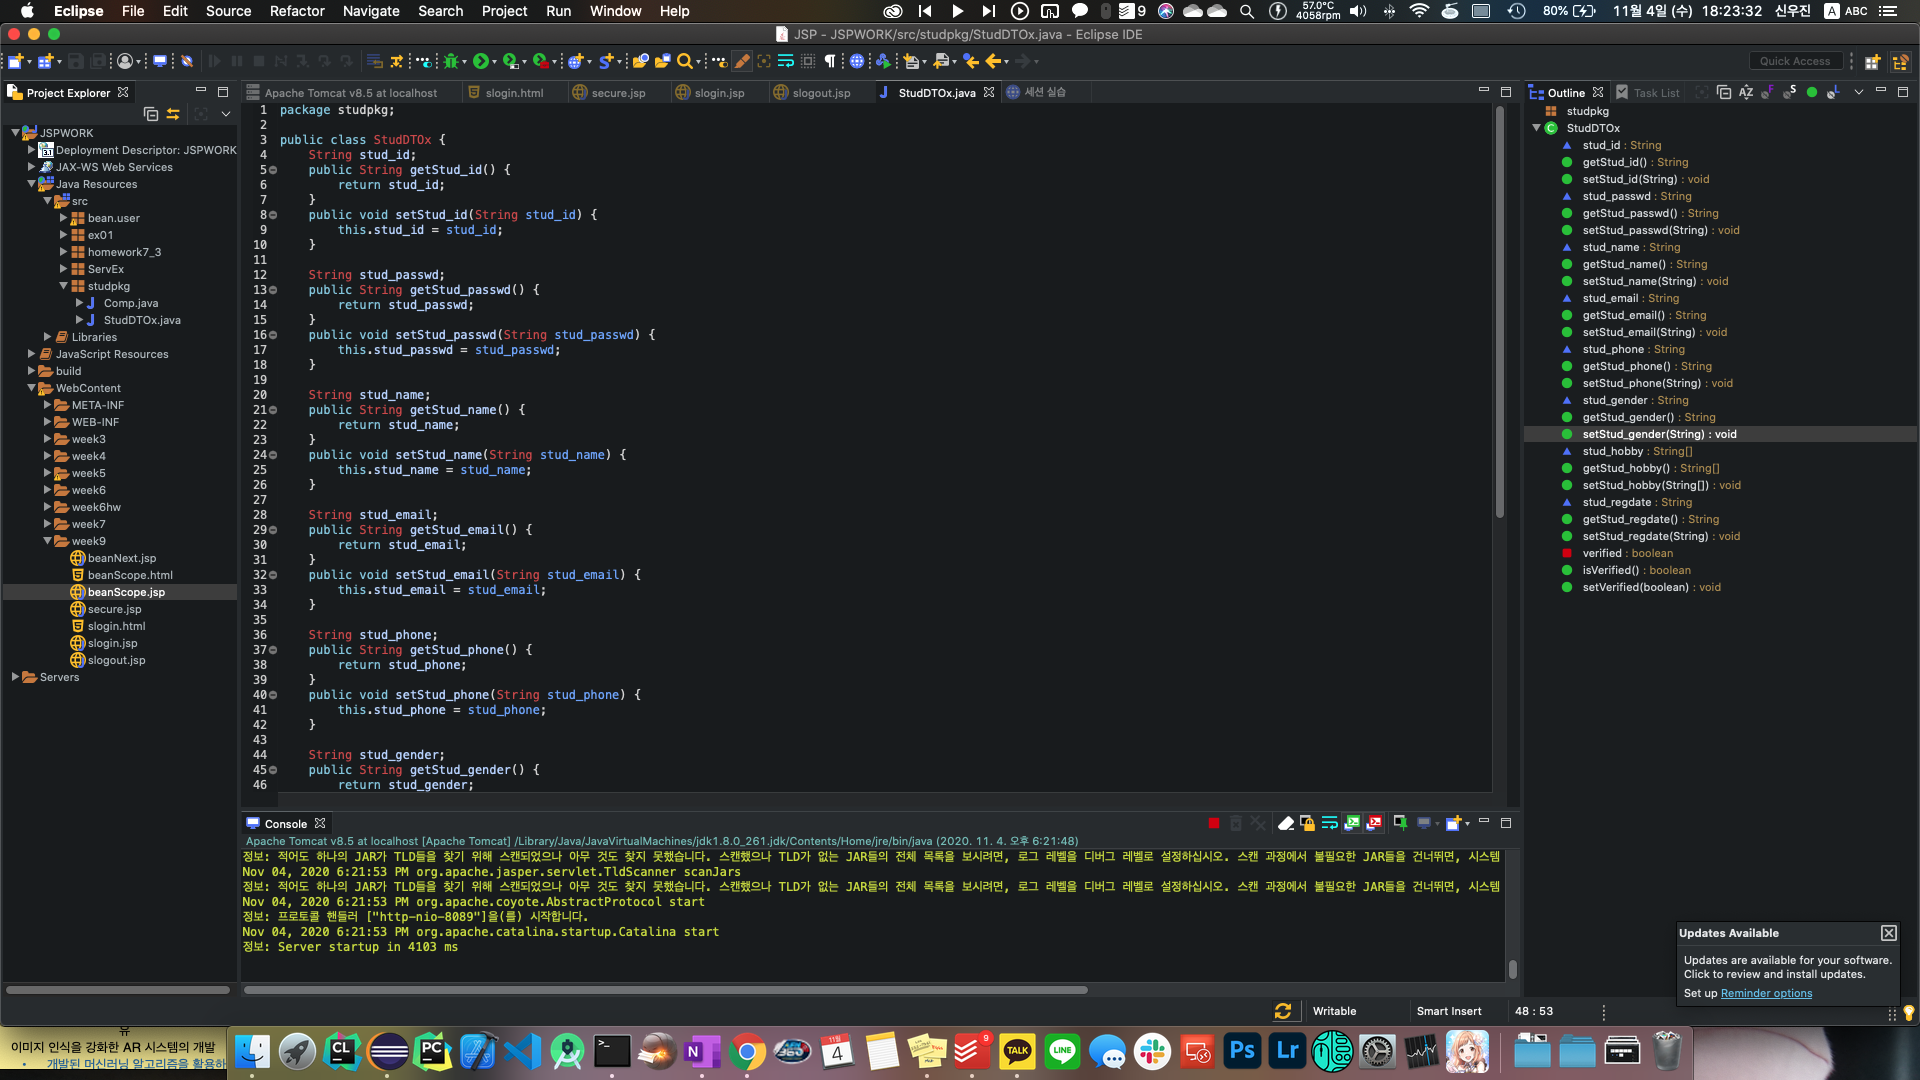 Eclipse File Edit Source Refactor Navigate Search Project Run Window Help
9
57.0°C
4058rpm
80%
11월 4일 (수) 18:23:32 신우진 A ABC
JSP - JSPWORK/src/studpkg/StudDTOx.java - Eclipse IDE
Quick Access
Project Explorer
JSPWORK
Deployment Descriptor: JSPWORK
JAX-WS Web Services
Java Resources
src
bean.user
ex01
homework7_3
ServEx
studpkg
Comp.java
StudDTOx.java
Libraries
JavaScript Resources
build
WebContent
META-INF
WEB-INF
week3
week4
week5
week6
week6hw
week7
week9
beanNext.jsp
beanScope.html
beanScope.jsp
secure.jsp
slogin.html
slogin.jsp
slogout.jsp
Servers
Apache Tomcat v8.5 at localhost slogin.html secure.jsp slogin.jsp slogout.jsp StudDTOx.java 세션 실습
1 package studpkg;
2
3 public class StudDTOx {
4 String stud_id;
5 public String getStud_id() {
6 return stud_id;
7 }
8 public void setStud_id(String stud_id) {
9 this.stud_id = stud_id;
10 }
11
12 String stud_passwd;
13 public String getStud_passwd() {
14 return stud_passwd;
15 }
16 public void setStud_passwd(String stud_passwd) {
17 this.stud_passwd = stud_passwd;
18 }
19
20 String stud_name;
21 public String getStud_name() {
22 return stud_name;
23 }
24 public void setStud_name(String stud_name) {
25 this.stud_name = stud_name;
26 }
27
28 String stud_email;
29 public String getStud_email() {
30 return stud_email;
31 }
32 public void setStud_email(String stud_email) {
33 this.stud_email = stud_email;
34 }
35
36 String stud_phone;
37 public String getStud_phone() {
38 return stud_phone;
39 }
40 public void setStud_phone(String stud_phone) {
41 this.stud_phone = stud_phone;
42 }
43
44 String stud_gender;
45 public String getStud_gender() {
46 return stud_gender;
Outline Task List
studpkg
StudDTOx
stud_id : String
getStud_id() : String
setStud_id(String) : void
stud_passwd : String
getStud_passwd() : String
setStud_passwd(String) : void
stud_name : String
getStud_name() : String
setStud_name(String) : void
stud_email : String
getStud_email() : String
setStud_email(String) : void
stud_phone : String
getStud_phone() : String
setStud_phone(String) : void
stud_gender : String
getStud_gender() : String
setStud_gender(String) : void
stud_hobby : String[]
getStud_hobby() : String[]
setStud_hobby(String[]) : void
stud_regdate : String
getStud_regdate() : String
setStud_regdate(String) : void
verified : boolean
isVerified() : boolean
setVerified(boolean) : void
Console
Apache Tomcat v8.5 at localhost [Apache Tomcat] /Library/Java/JavaVirtualMachines/jdk1.8.0_261.jdk/Contents/Home/jre/bin/java (2020. 11. 4. 오후 6:21:48)
정보: 적어도 하나의 JAR가 TLD들을 찾기 위해 스캔되었으나 아무 것도 찾지 못했습니다. 스캔했으나 TLD가 없는 JAR들의 전체 목록을 보시려면, 로그 레벨을 디버그 레벨로 설정하십시오. 스캔 과정에서 불필요한 JAR들을 건너뛰면, 시스템
Nov 04, 2020 6:21:53 PM org.apache.jasper.servlet.TldScanner scanJars
정보: 적어도 하나의 JAR가 TLD들을 찾기 위해 스캔되었으나 아무 것도 찾지 못했습니다. 스캔했으나 TLD가 없는 JAR들의 전체 목록을 보시려면, 로그 레벨을 디버그 레벨로 설정하십시오. 스캔 과정에서 불필요한 JAR들을 건너뛰면, 시스템
Nov 04, 2020 6:21:53 PM org.apache.coyote.AbstractProtocol start
정보: 프로토콜 핸들러 ["http-nio-8089"]을(를) 시작합니다.
Nov 04, 2020 6:21:53 PM org.apache.catalina.startup.Catalina start
정보: Server startup in 4103 ms
Updates Available
Updates are available for your software.
Click to review and install updates.
Set up Reminder options
Writable Smart Insert 48 : 53
이미지 인식을 강화한 AR 시스템의 개발
개발된 머신러닝 알고리즘을 활용하
CL PC N 11월 4 9 TALK LINE Ps Lr